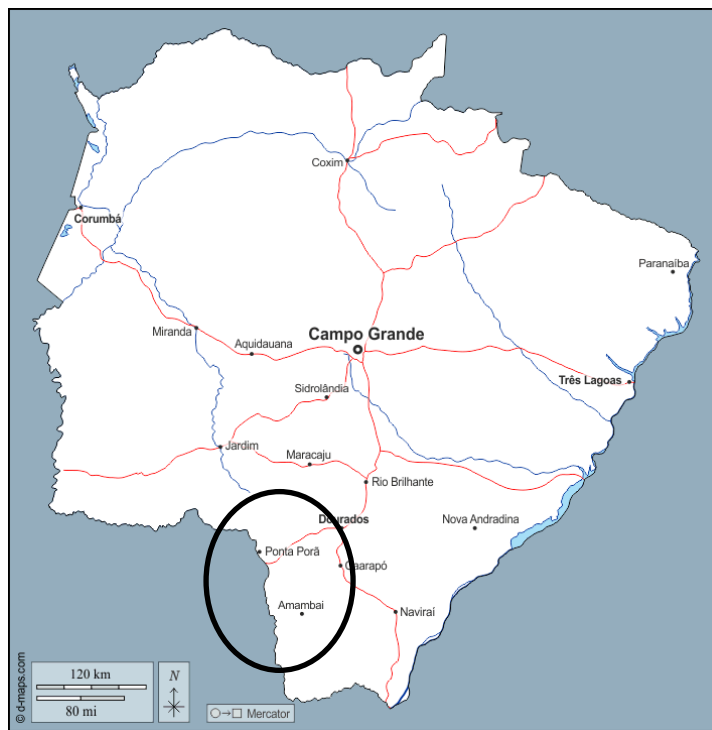 Coxim
Corumbá
Paranaíba
Miranda
Aquidauana
Campo Grande
Três Lagoas
Sidrolândia
Jardim
Maracaju
Rio Brilhante
Dourados
Nova Andradina
Ponta Porã
Caarapó
Amambai
Naviraí
120 km
80 mi
N
Mercator
© d-maps.com